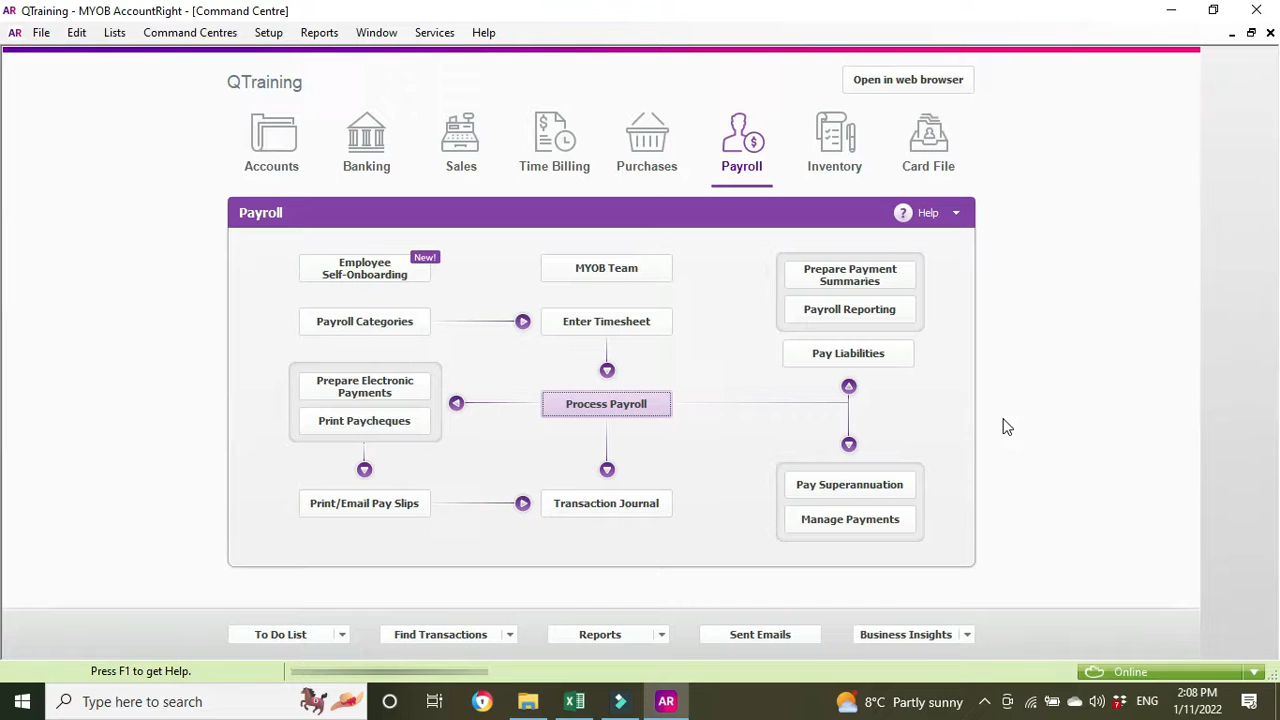 AR QTraining - MYOB AccountRight - [Command Centre]
AR File Edit Lists Command Centres Setup Reports Window Services Help
QTraining
Open in web browser
Accounts Banking Sales Time Billing Purchases Payroll Inventory Card File
Payroll
? Help
Employee
Self-Onboarding
New!
MYOB Team
Prepare Payment
Summaries
Payroll Categories
Enter Timesheet
Payroll Reporting
Pay Liabilities
Prepare Electronic
Payments
Process Payroll
Print Paycheques
Pay Superannuation
Print/Email Pay Slips
Transaction Journal
Manage Payments
To Do List Find Transactions Reports Sent Emails Business Insights
Press F1 to get Help.
Online
Type here to search
AR
8°C Partly sunny
ENG
2:08 PM
1/11/2022